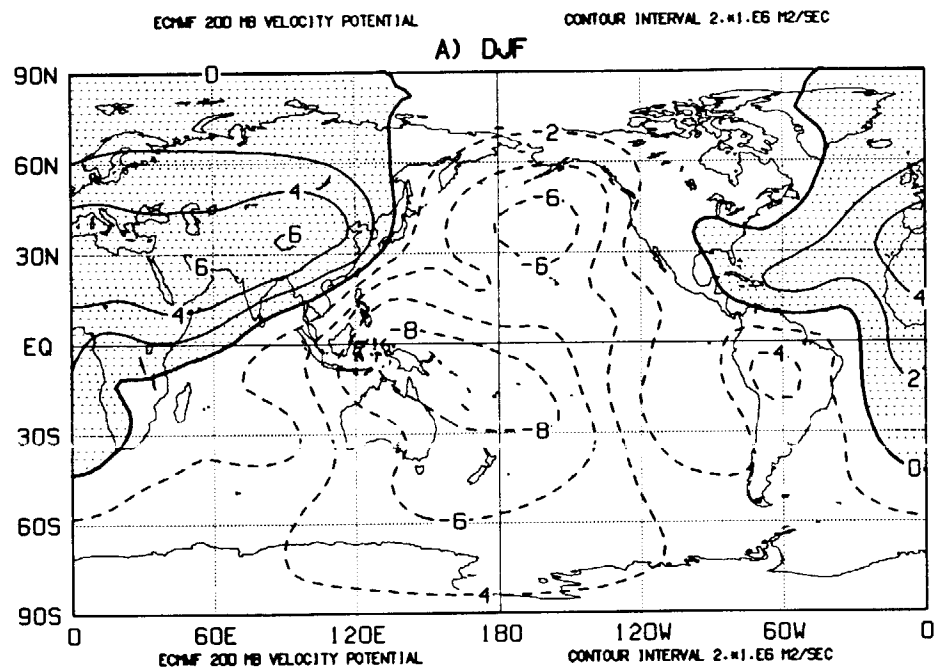 ECMWF 200 MB VELOCITY POTENTIAL CONTOUR INTERVAL 2.*1.E6 M2/SEC
A) DJF
90N
0
-2
60N
4
-6
6
30N
6
-6
4
4
-8
EQ
-4
2
-8
30S
0
60S
-6
-4
90S
0 60E 120E 180 120W 60W 0
ECMWF 200 MB VELOCITY POTENTIAL CONTOUR INTERVAL 2.*1.E6 M2/SEC